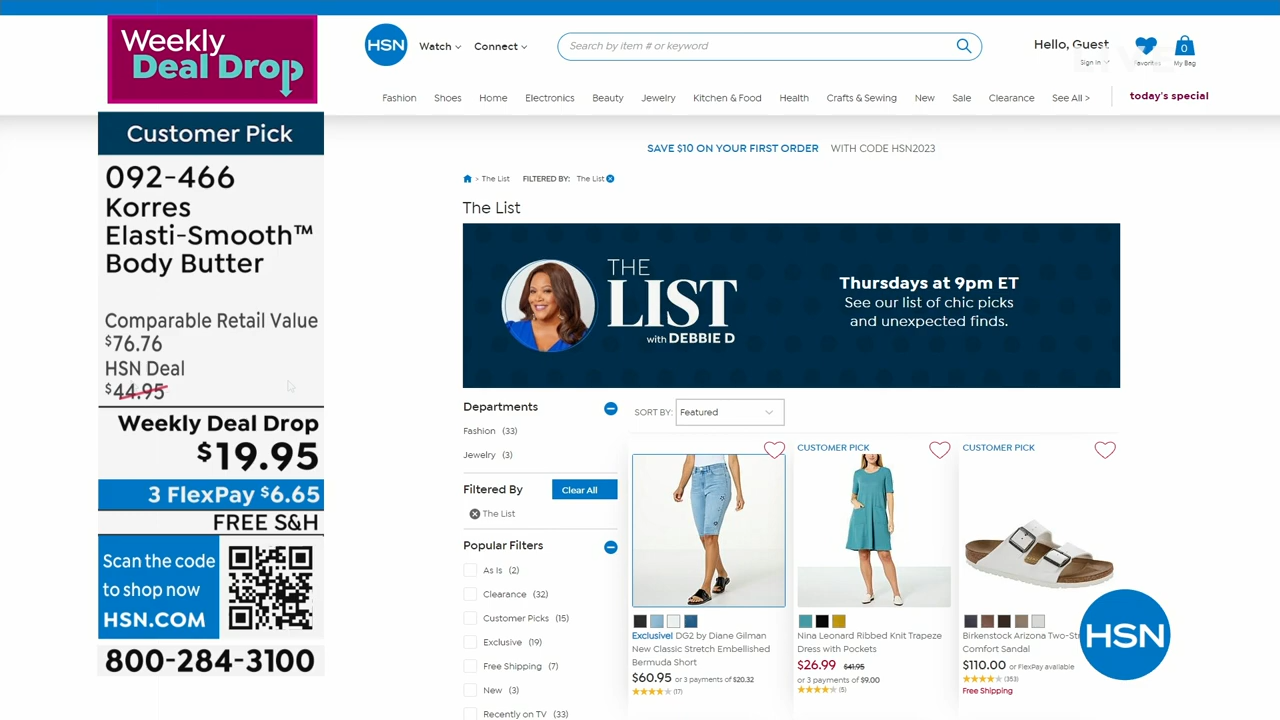 Weekly
Deal Drop
Customer Pick
092-466
Korres
Elasti-Smooth™
Body Butter
Comparable Retail Value
$76.76
HSN Deal
$44.95
Weekly Deal Drop
$19.95
3 FlexPay $6.65
FREE S&H
Scan the code
to shop now
HSN.COM
800-284-3100
HSN
Watch
Connect
Search by item # or keyword
Hello, Guest
Sign In
Favorites
0
My Bag
Fashion
Shoes
Home
Electronics
Beauty
Jewelry
Kitchen & Food
Health
Crafts & Sewing
New
Sale
Clearance
See All >
today's special
SAVE $10 ON YOUR FIRST ORDER WITH CODE HSN2023
> The List FILTERED BY: The List
The List
THE
LIST
with DEBBIE D
Thursdays at 9pm ET
See our list of chic picks
and unexpected finds.
Departments
Fashion (33)
Jewelry (3)
Filtered By
Clear All
The List
Popular Filters
As Is (2)
Clearance (32)
Customer Picks (15)
Exclusive (19)
Free Shipping (7)
New (3)
Recently on TV (33)
SORT BY: Featured
Exclusive! DG2 by Diane Gilman
New Classic Stretch Embellished
Bermuda Short
$60.95 or 3 payments of $20.32
(17)
CUSTOMER PICK
Nina Leonard Ribbed Knit Trapeze
Dress with Pockets
$26.99 $41.95
or 3 payments of $9.00
(5)
CUSTOMER PICK
Birkenstock Arizona Two-Str
Comfort Sandal
$110.00 or FlexPay available
(353)
Free Shipping
HSN